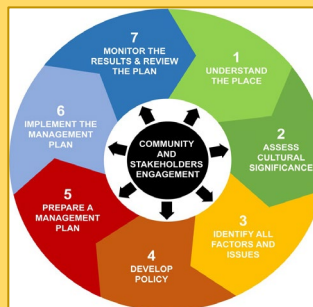 1
UNDERSTAND
THE PLACE
2
ASSESS
CULTURAL
SIGNIFICANCE
3
IDENTIFY ALL
FACTORS AND
ISSUES
4
DEVELOP
POLICY
5
PREPARE A
MANAGEMENT
PLAN
6
IMPLEMENT THE
MANAGEMENT
PLAN
7
MONITOR THE
RESULTS & REVIEW
THE PLAN
COMMUNITY
AND
STAKEHOLDERS
ENGAGEMENT